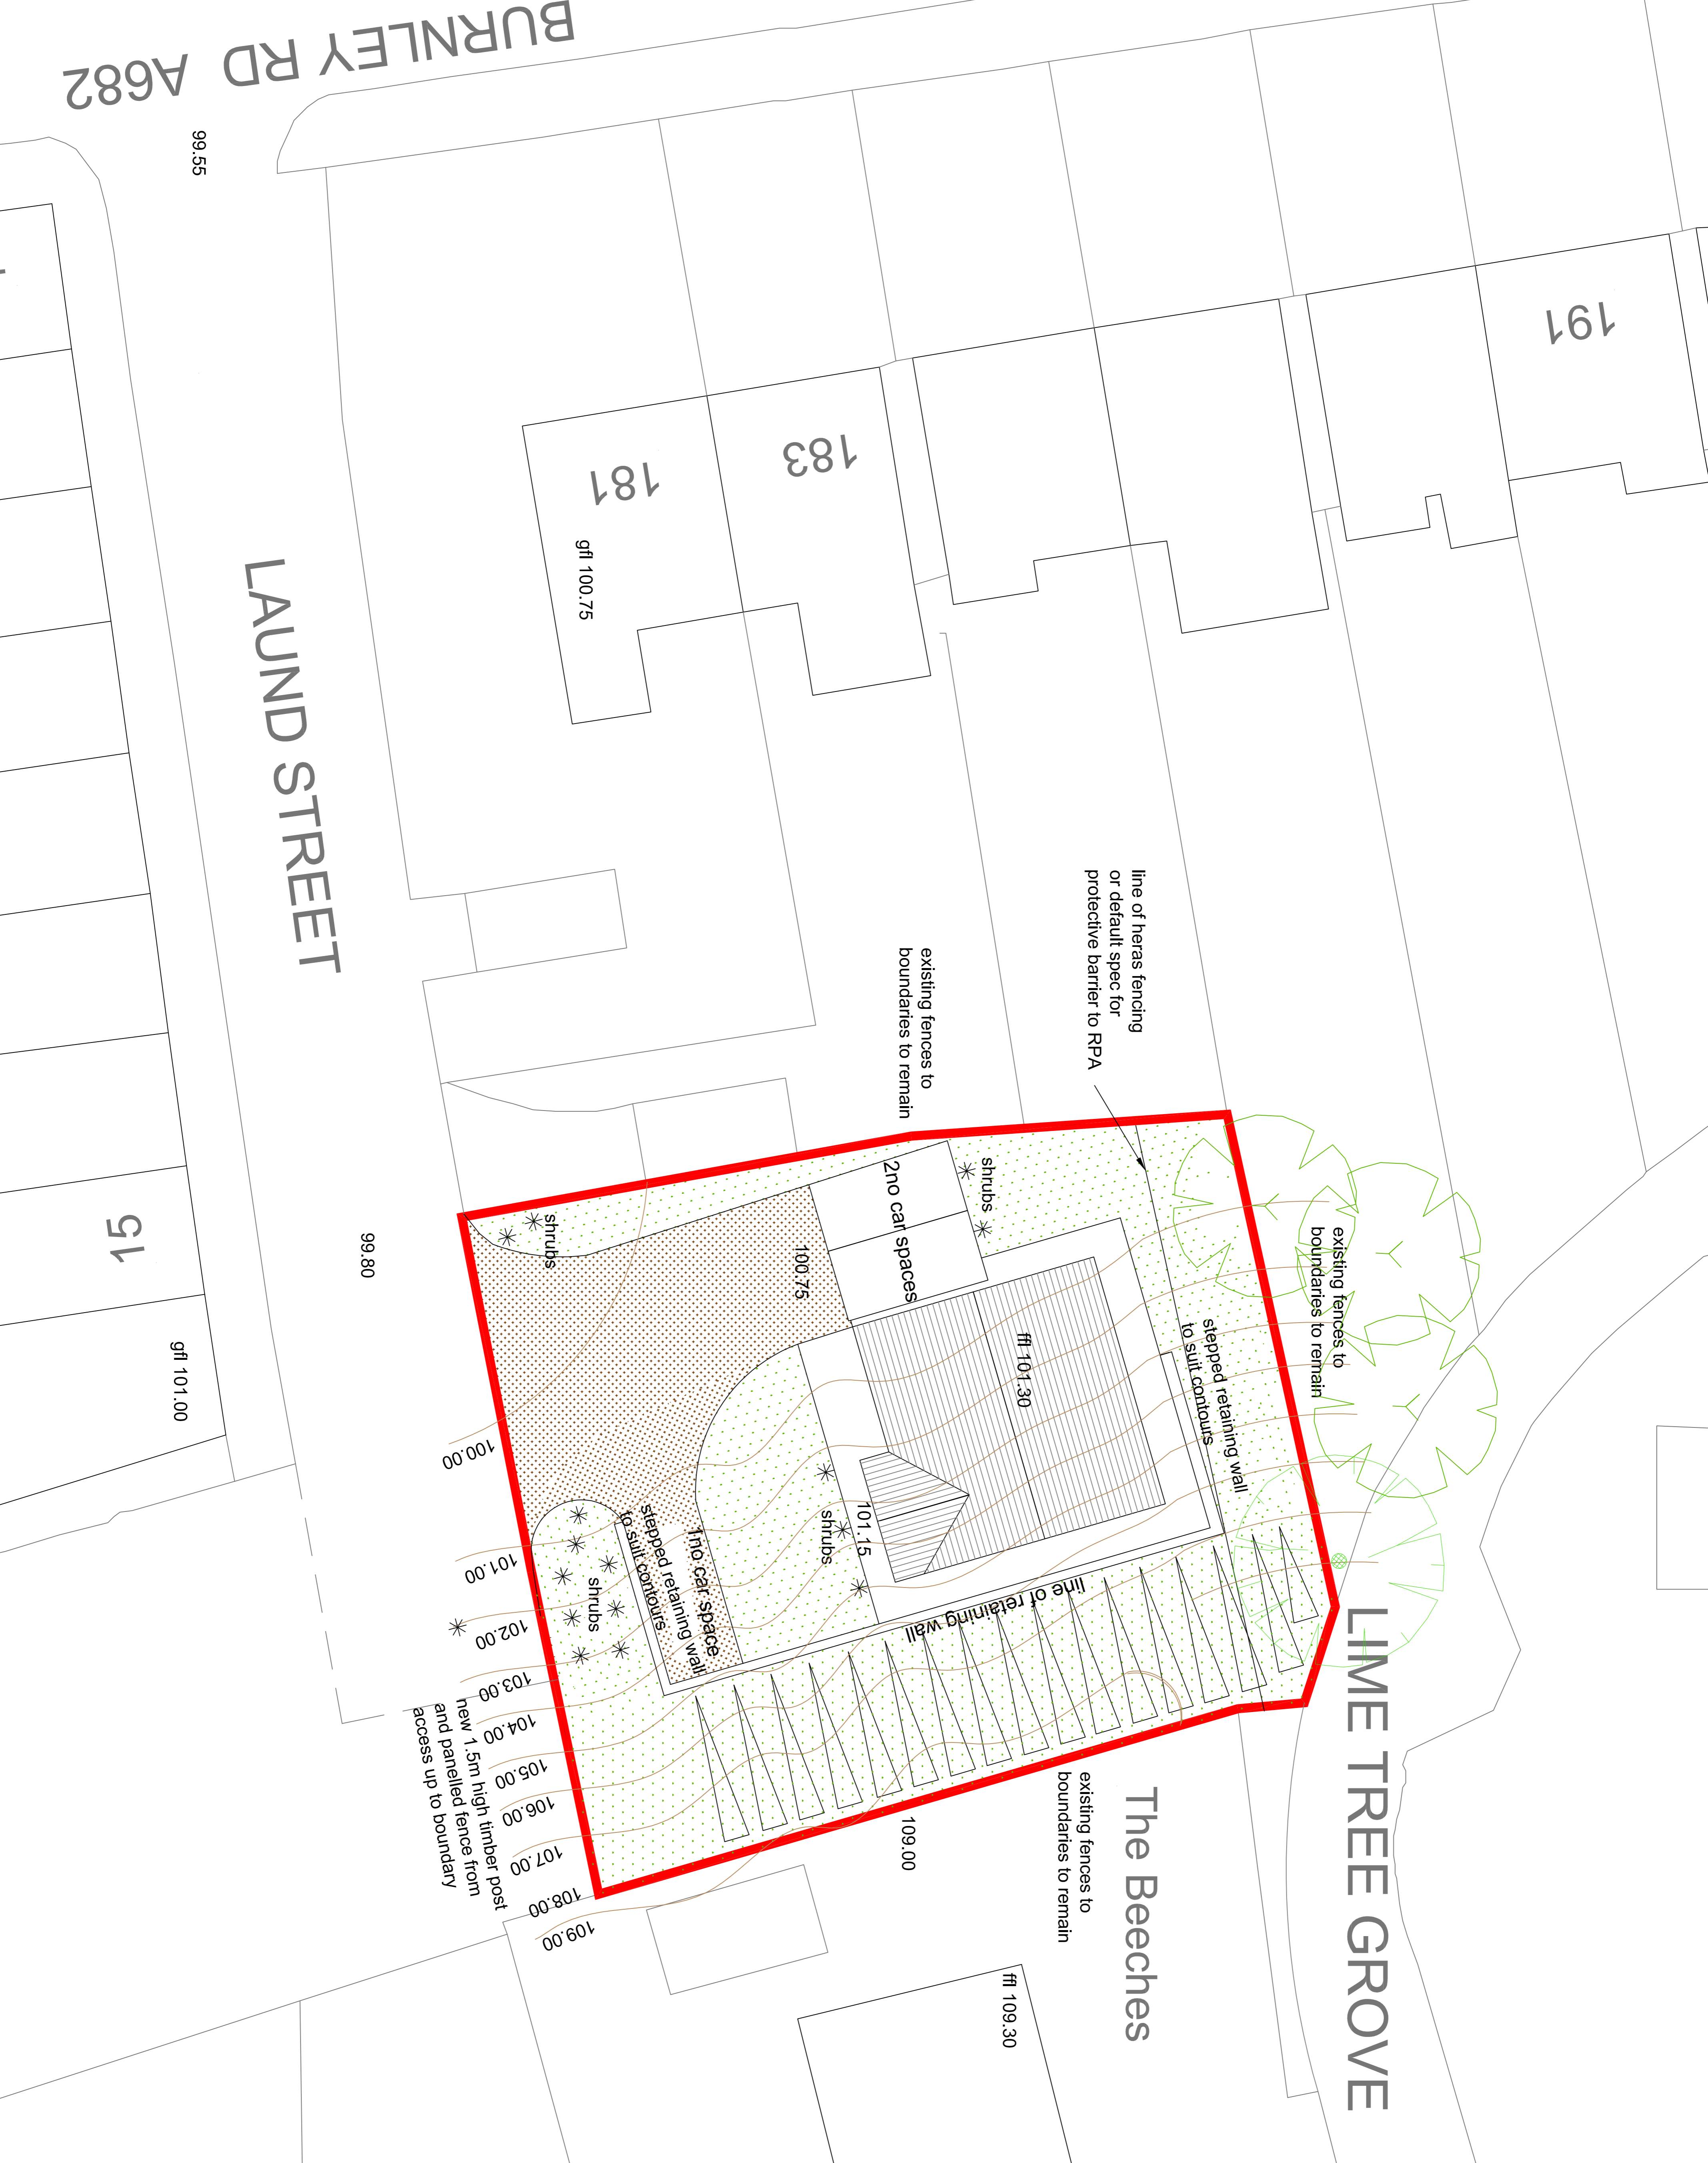 BURNLEY RD A682
99.55
191
183
181
gfl 100.75
LAUND STREET
line of heras fencing
or default spec for
protective barrier to RPA
existing fences to
boundaries to remain
2no car spaces
shrubs
shrubs
100.75
99.80
15
gfl 101.00
existing fences to
boundaries to remain
stepped retaining wall
to suit contours
ffl 101.30
101.15
shrubs
stepped retaining wall
to suit contours
1no car space
shrubs
line of retaining wall
100.00
101.00
102.00
103.00
104.00
105.00
106.00
107.00
108.00
109.00
new 1.5m high timber post
and panelled fence from
access up to boundary
109.00
existing fences to
boundaries to remain
The Beeches
LIME TREE GROVE
ffl 109.30